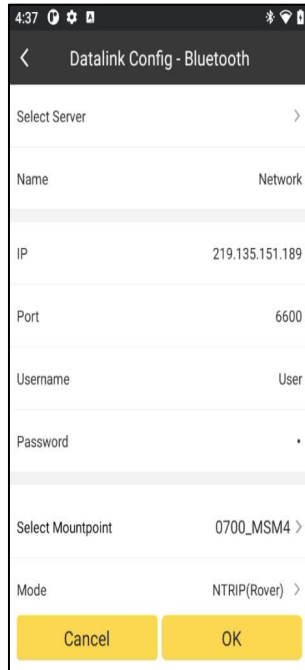 4:37
Datalink Config - Bluetooth
Select Server
Name Network
IP 219.135.151.189
Port 6600
Username User
Password •
Select Mountpoint 0700_MSM4
Mode NTRIP(Rover)
Cancel OK